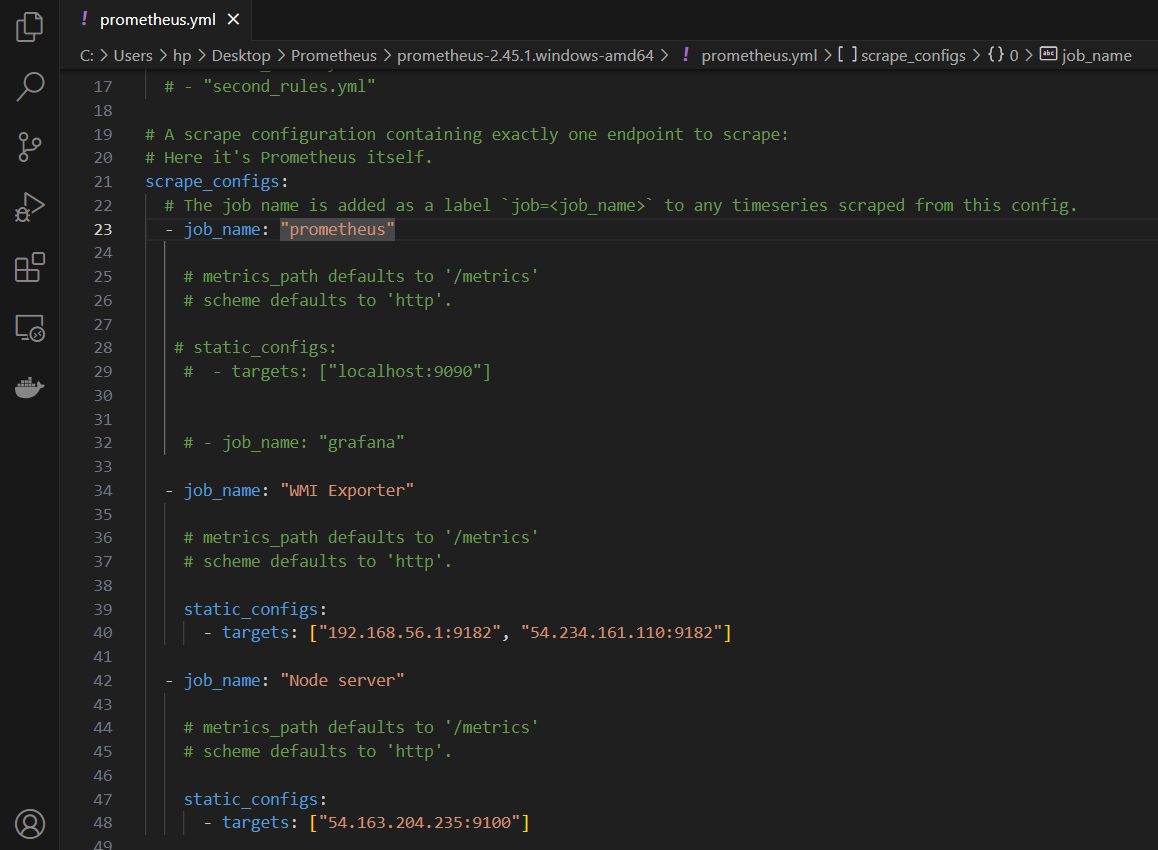 ! prometheus.yml ×
C: > Users > hp > Desktop > Prometheus > prometheus-2.45.1.windows-amd64 > ! prometheus.yml > [ ] scrape_configs > {} 0 > abc job_name
17 # - "second_rules.yml"
18
19 # A scrape configuration containing exactly one endpoint to scrape:
20 # Here it's Prometheus itself.
21 scrape_configs:
22 # The job name is added as a label `job=<job_name>` to any timeseries scraped from this config.
23 - job_name: "prometheus"
24
25 # metrics_path defaults to '/metrics'
26 # scheme defaults to 'http'.
27
28 # static_configs:
29 #  - targets: ["localhost:9090"]
30
31
32 # - job_name: "grafana"
33
34 - job_name: "WMI Exporter"
35
36 # metrics_path defaults to '/metrics'
37 # scheme defaults to 'http'.
38
39 static_configs:
40 - targets: ["192.168.56.1:9182", "54.234.161.110:9182"]
41
42 - job_name: "Node server"
43
44 # metrics_path defaults to '/metrics'
45 # scheme defaults to 'http'.
46
47 static_configs:
48 - targets: ["54.163.204.235:9100"]
49